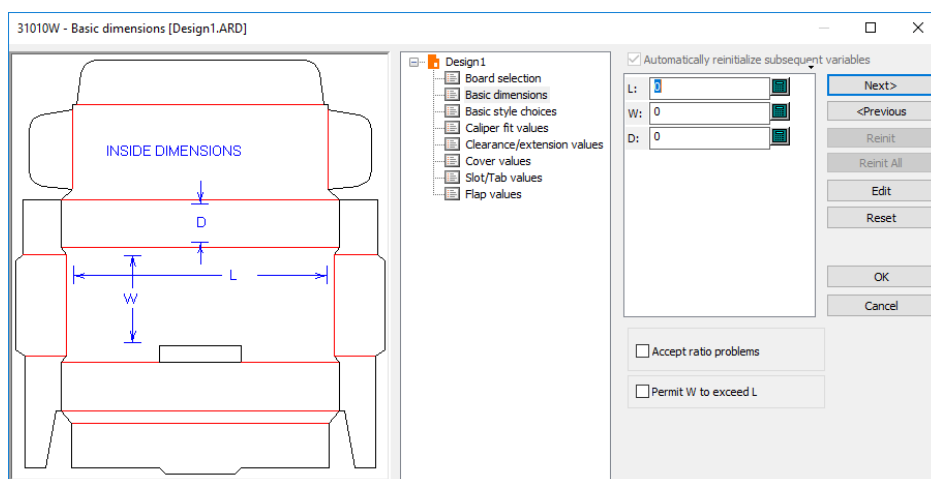 31010W - Basic dimensions [Design1.ARD]
INSIDE DIMENSIONS
D
L
W
Design1
Board selection
Basic dimensions
Basic style choices
Caliper fit values
Clearance/extension values
Cover values
Slot/Tab values
Flap values
Automatically reinitialize subsequent variables
L: 0
W: 0
D: 0
Accept ratio problems
Permit W to exceed L
Next>
<Previous
Reinit
Reinit All
Edit
Reset
OK
Cancel